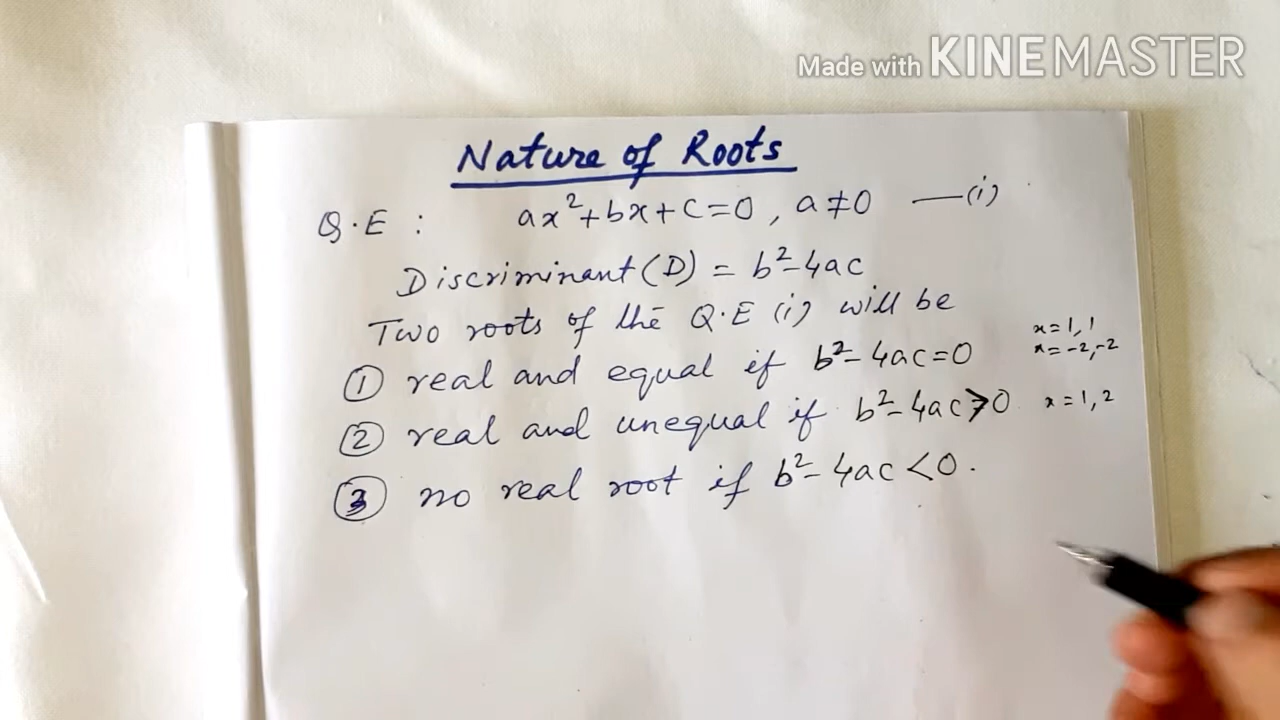 Made with KINEMASTER
Nature of Roots
Q.E : ax²+bx+c=0, a≠0 —(i)
Discriminant (D) = b²-4ac
Two roots of the Q.E (i) will be
① real and equal if b²-4ac=0 x=1,1
x=-2,-2
② real and unequal if b²-4ac>0 x=1,2
③ no real root if b²-4ac<0.